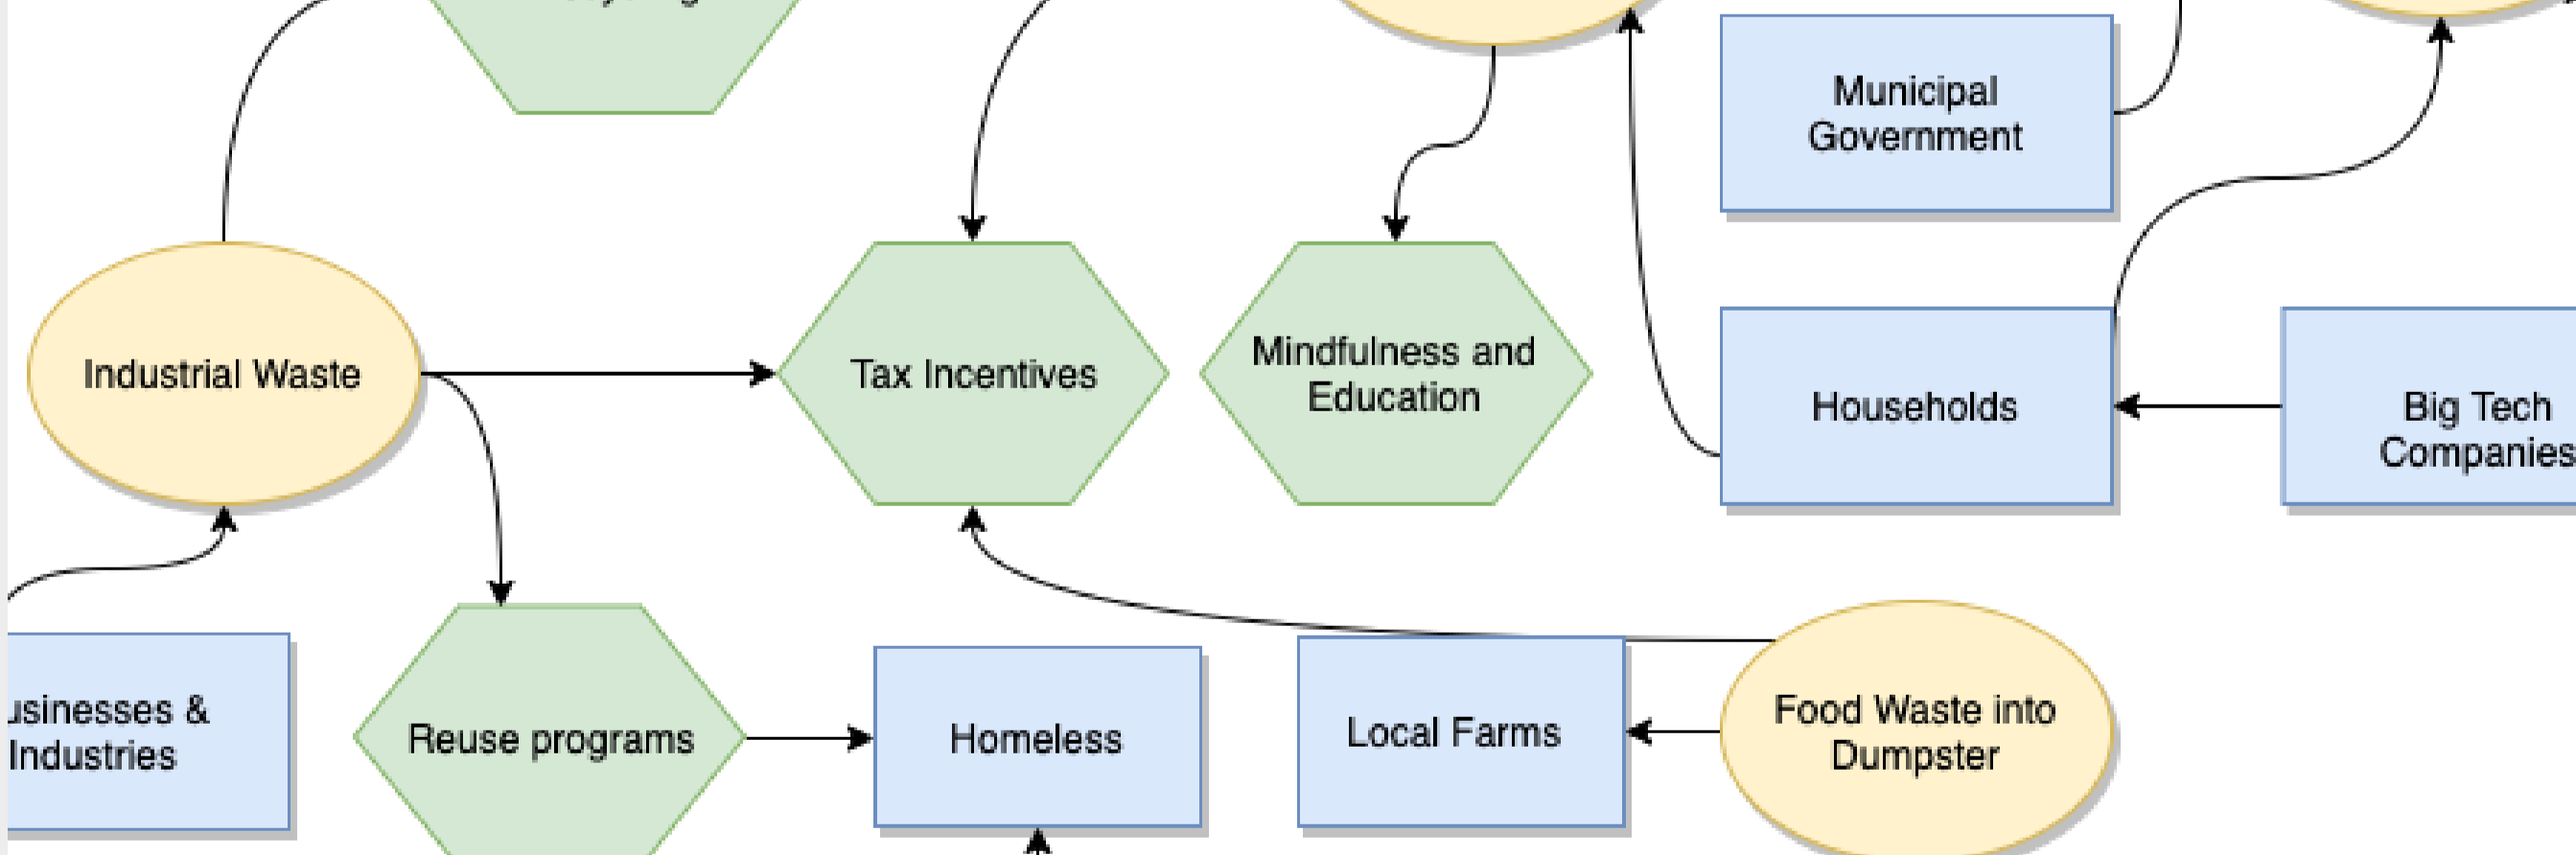 Municipal
Government
Industrial Waste
Tax Incentives
Mindfulness and
Education
Households
Big Tech
Companies
&
Industries
Reuse programs
Homeless
Local Farms
Food Waste into
Dumpster